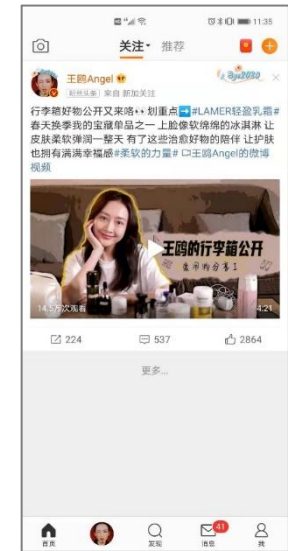 11:35
关注· 推荐
王鸥Angel
粉丝头条 来自 新加关注
2020
行李箱好物公开又来咯👀划重点➡️#LAMER轻盈乳霜#
春天换季我的宝藏单品之一 上脸像软绵绵的冰淇淋 让
皮肤柔软弹润一整天 有了这些治愈好物的陪伴 让护肤
也拥有满满幸福感#柔软的力量# 王鸥Angel的微博
视频
王鸥的行李箱公开
14.5万次观看
4:21
224
537
2864
更多...
41
首页
发现
消息
我